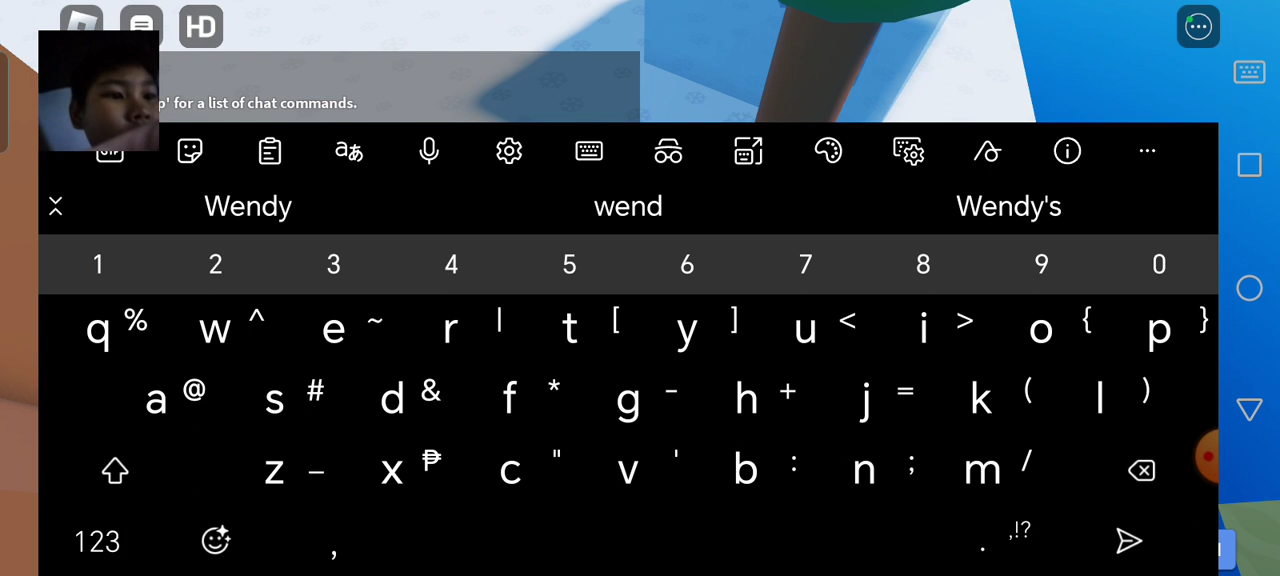 HD
p' for a list of chat commands.
GIF
Wendy wend Wendy's
1 2 3 4 5 6 7 8 9 0
q % w ^ e ~ r | t [ y ] u < i > o { p }
a @ s # d & f * g - h + j = k ( l )
z _ x ₱ c " v ' b : n ; m /
123 , . ,!?